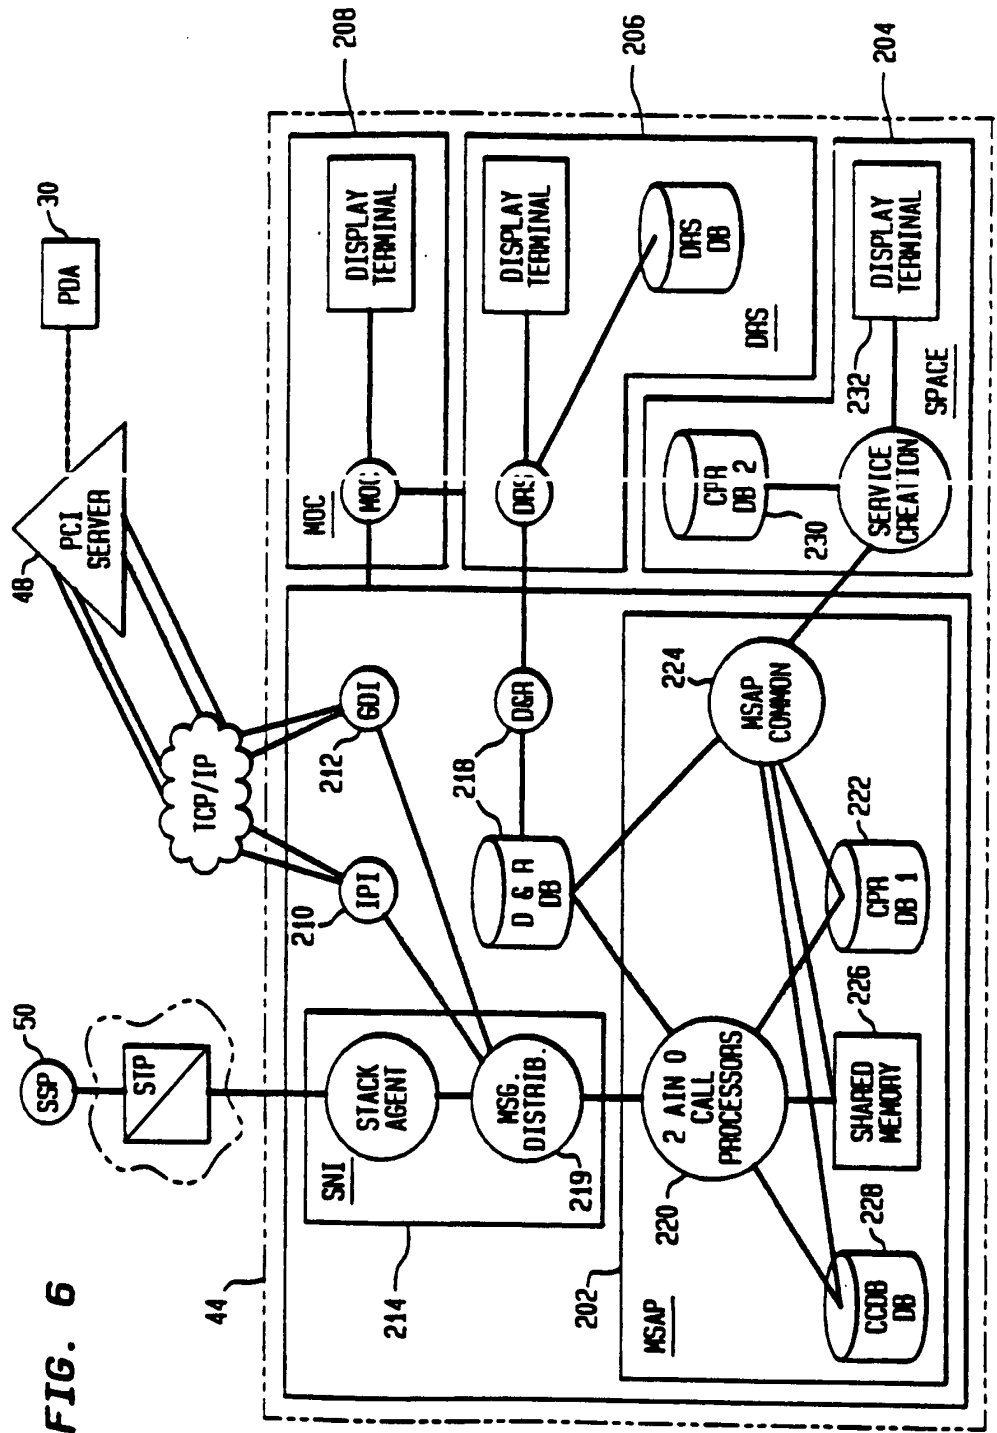 FIG. 6
SSP
50
STP
48
PCI
SERVER
PDA
30
TCP/IP
44
214
SNI
STACK
AGENT
MSG.
DISTRIB.
219
210
IPI
212
GDI
218
D & R
DB
D&R
MOC
MOC
DISPLAY
TERMINAL
208
DRS
DISPLAY
TERMINAL
DRS
DB
DRS
206
202
MSAP
220
2 AIN 0
CALL
PROCESSORS
224
MSAP
COMMON
CCDB
DB
228
SHARED
MEMORY
226
CPR
DB 1
222
CPR
DB 2
230
SERVICE
CREATION
232
SPACE
DISPLAY
TERMINAL
204